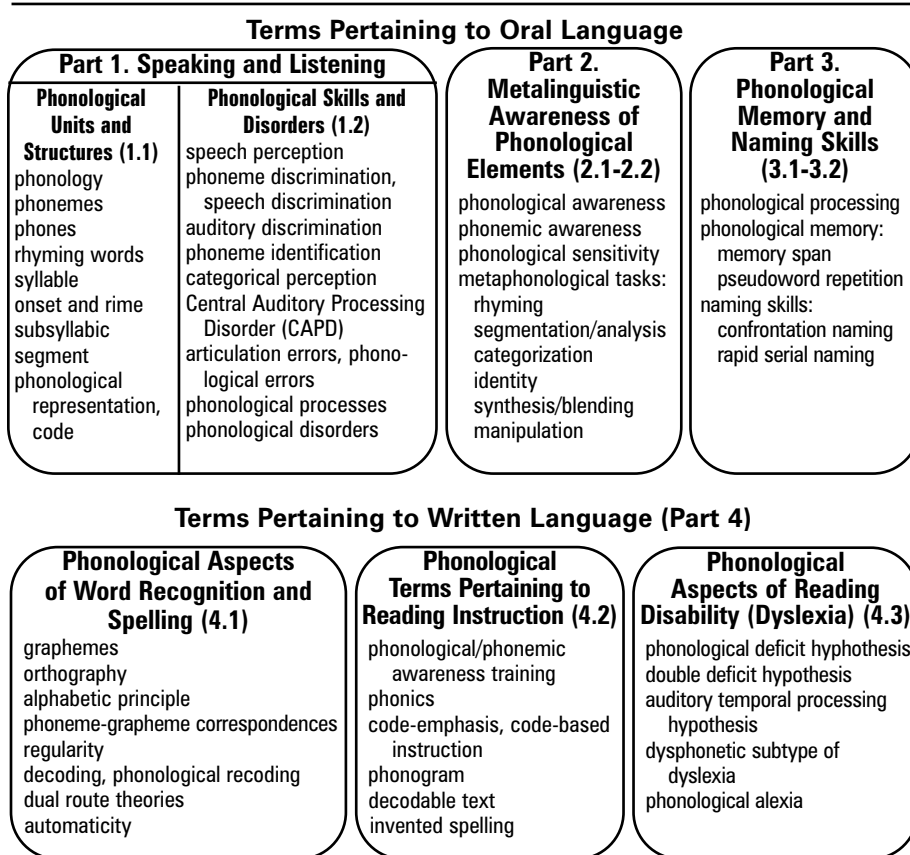 Terms Pertaining to Oral Language
Part 1. Speaking and Listening
Phonological
Units and
Structures (1.1)
phonology
phonemes
phones
rhyming words
syllable
onset and rime
subsyllabic
segment
phonological
representation,
code
Phonological Skills and
Disorders (1.2)
speech perception
phoneme discrimination,
speech discrimination
auditory discrimination
phoneme identification
categorical perception
Central Auditory Processing
Disorder (CAPD)
articulation errors, phono-
logical errors
phonological processes
phonological disorders
Part 2.
Metalinguistic
Awareness of
Phonological
Elements (2.1-2.2)
phonological awareness
phonemic awareness
phonological sensitivity
metaphonological tasks:
rhyming
segmentation/analysis
categorization
identity
synthesis/blending
manipulation
Part 3.
Phonological
Memory and
Naming Skills
(3.1-3.2)
phonological processing
phonological memory:
memory span
pseudoword repetition
naming skills:
confrontation naming
rapid serial naming
Terms Pertaining to Written Language (Part 4)
Phonological Aspects
of Word Recognition and
Spelling (4.1)
graphemes
orthography
alphabetic principle
phoneme-grapheme correspondences
regularity
decoding, phonological recoding
dual route theories
automaticity
Phonological
Terms Pertaining to
Reading Instruction (4.2)
phonological/phonemic
awareness training
phonics
code-emphasis, code-based
instruction
phonogram
decodable text
invented spelling
Phonological
Aspects of Reading
Disability (Dyslexia) (4.3)
phonological deficit hyphothesis
double deficit hypothesis
auditory temporal processing
hypothesis
dysphonetic subtype of
dyslexia
phonological alexia